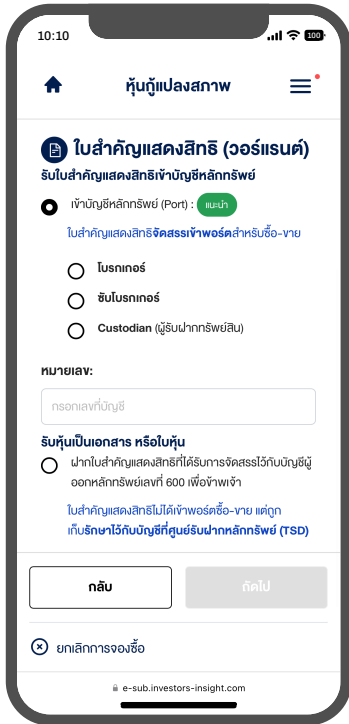 10:10
100
หุ้นกู้แปลงสภาพ
ใบสำคัญแสดงสิทธิ (วอร์แรนต์)
รับใบสำคัญแสดงสิทธิเข้าบัญชีหลักทรัพย์
เข้าบัญชีหลักทรัพย์ (Port) : แนะนำ
ใบสำคัญแสดงสิทธิจัดสรรเข้าพอร์ตสำหรับซื้อ-ขาย
โบรกเกอร์
ซับโบรกเกอร์
Custodian (ผู้รับฝากทรัพย์สิน)
หมายเลข:
กรอกเลขที่บัญชี
รับหุ้นเป็นเอกสาร หรือใบหุ้น
ฝากใบสำคัญแสดงสิทธิที่ได้รับการจัดสรรไว้กับบัญชีผู้
ออกหลักทรัพย์เลขที่ 600 เพื่อข้าพเจ้า
ใบสำคัญแสดงสิทธิไม่ได้เข้าพอร์ตซื้อ-ขาย แต่ถูก
เก็บรักษาไว้กับบัญชีที่ศูนย์รับฝากหลักทรัพย์ (TSD)
กลับ
ถัดไป
ยกเลิกการจองซื้อ
e-sub.investors-insight.com